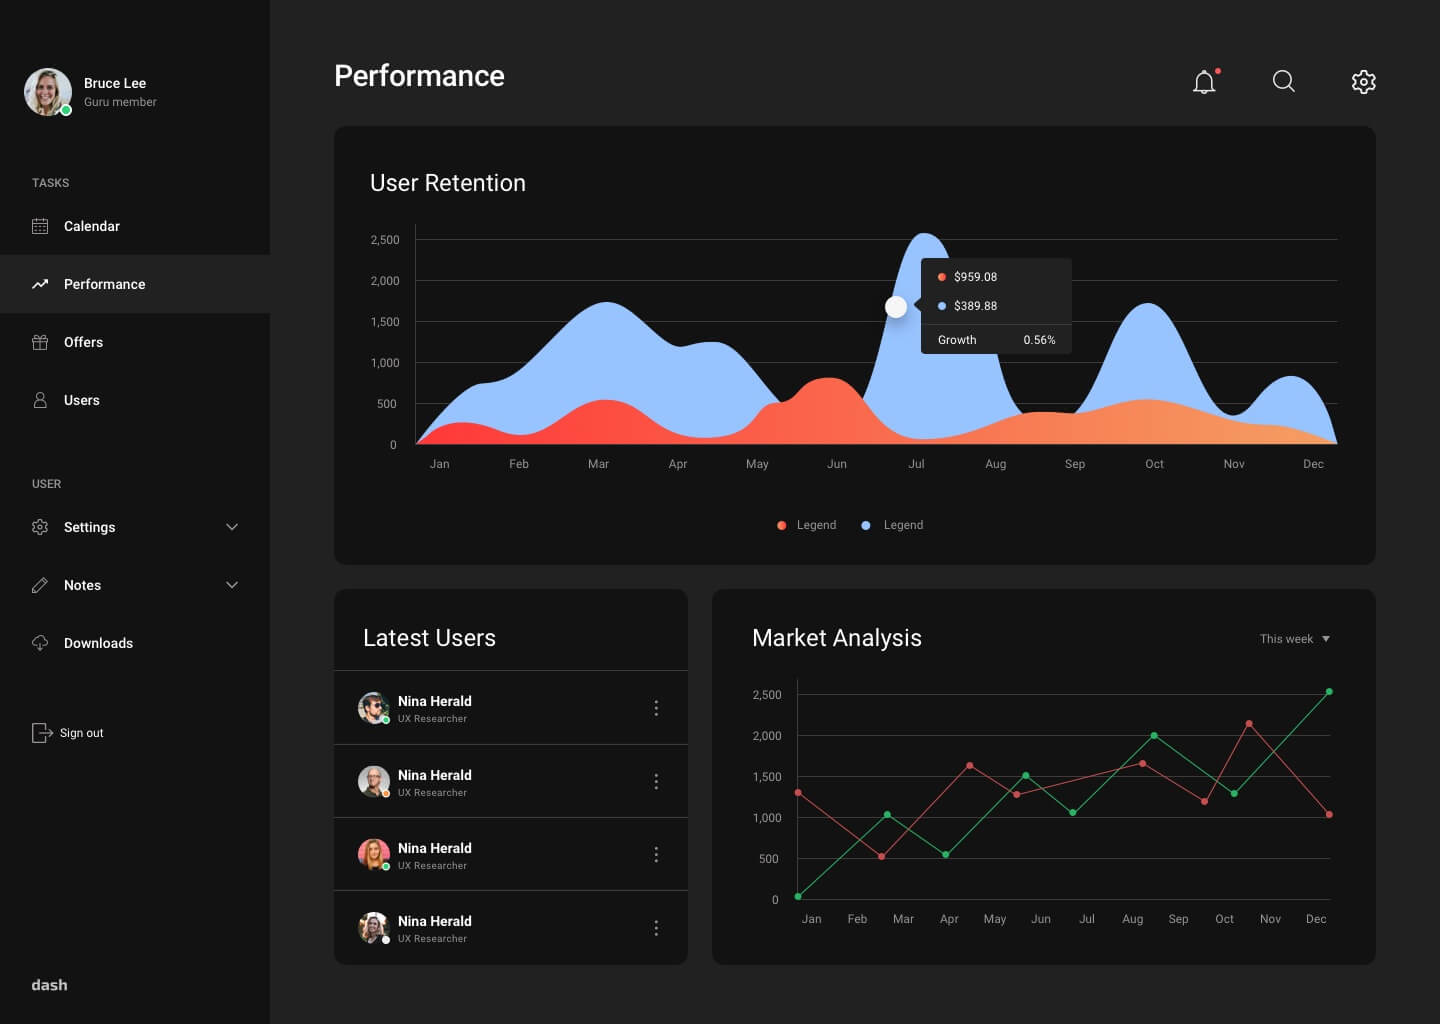 Bruce Lee
Guru member
TASKS
Calendar
Performance
Offers
Users
USER
Settings
Notes
Downloads
Sign out
dash
Performance
User Retention
2,500
2,000
1,500
1,000
500
0
Jan Feb Mar Apr May Jun Jul Aug Sep Oct Nov Dec
$959.08
$389.88
Growth 0.56%
Legend Legend
Latest Users
Nina Herald
UX Researcher
Nina Herald
UX Researcher
Nina Herald
UX Researcher
Nina Herald
UX Researcher
Market Analysis
This week
2,500
2,000
1,500
1,000
500
0
Jan Feb Mar Apr May Jun Jul Aug Sep Oct Nov Dec